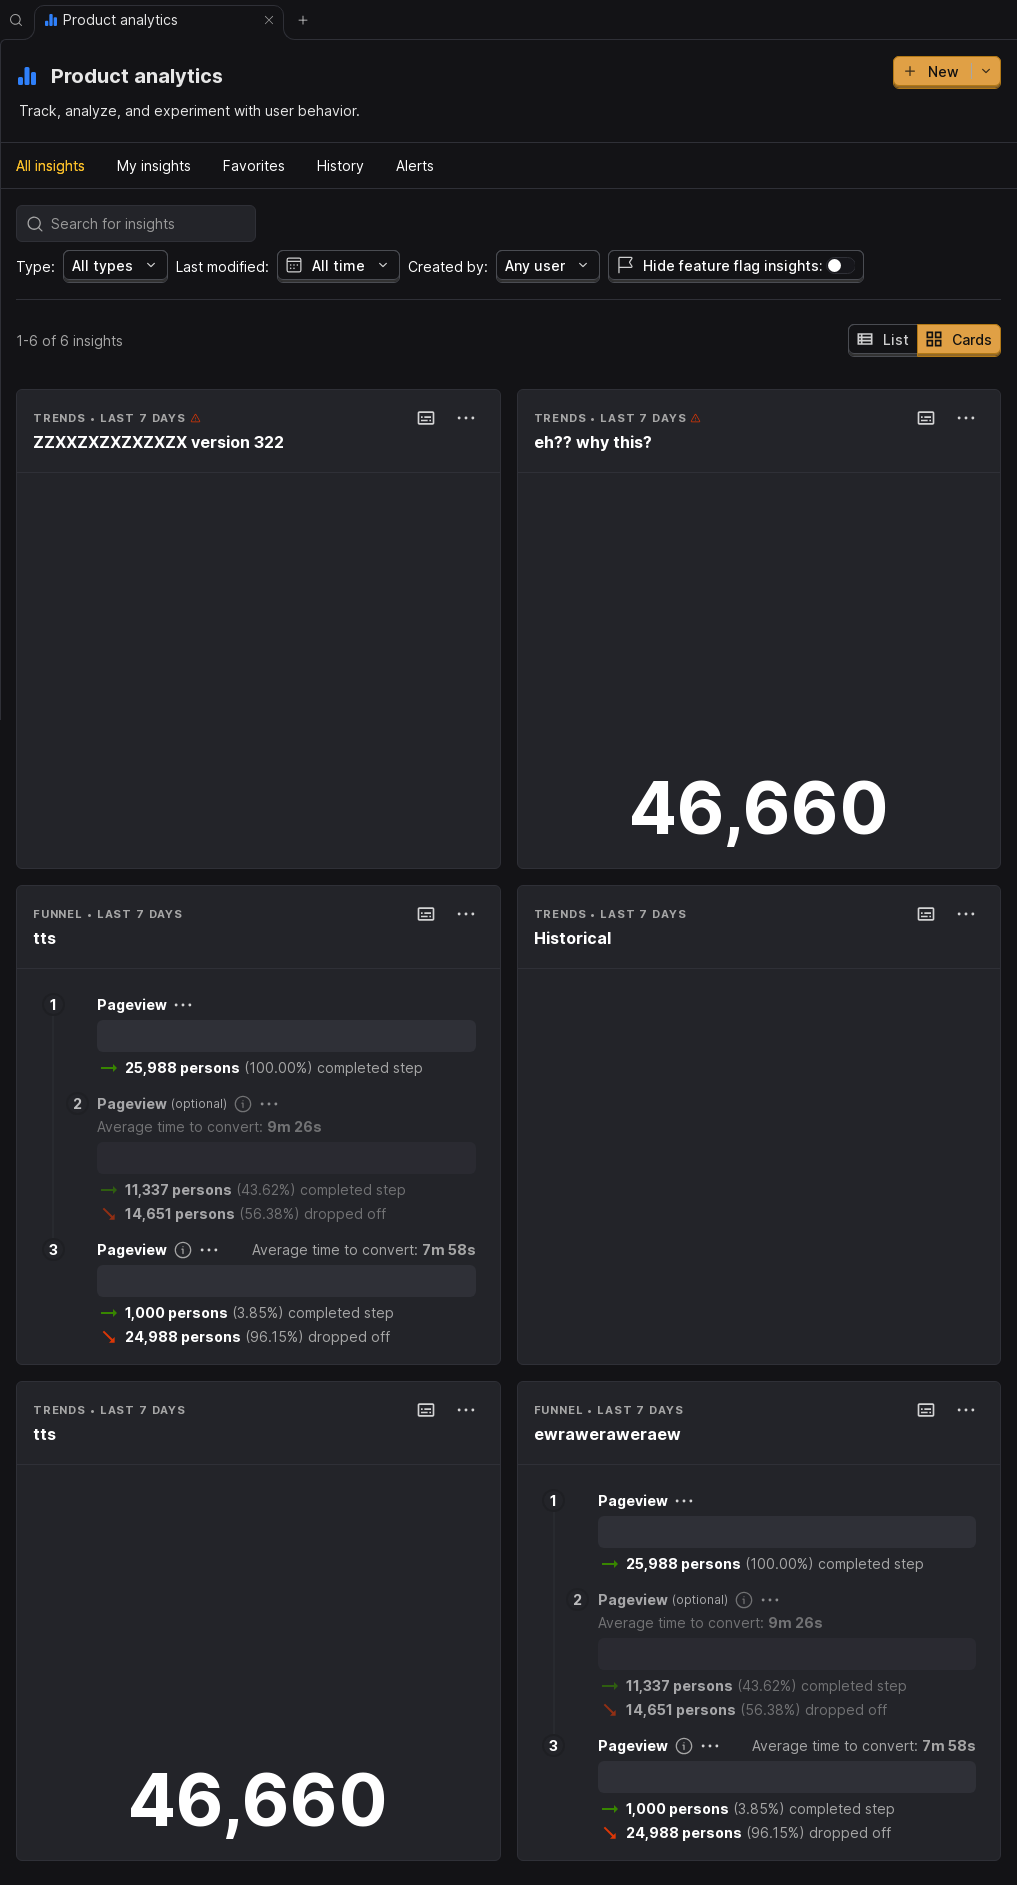 Product analytics
Product analytics
New
Track, analyze, and experiment with user behavior.
All insights My insights Favorites History Alerts
Search for insights
Type: All types Last modified: All time Created by: Any user Hide feature flag insights:
1-6 of 6 insights
List Cards
TRENDS • LAST 7 DAYS
ZZXXZXZXZXZXZX version 322
TRENDS • LAST 7 DAYS
eh?? why this?
46,660
FUNNEL • LAST 7 DAYS
tts
1 Pageview
25,988 persons (100.00%) completed step
2 Pageview (optional)
Average time to convert: 9m 26s
11,337 persons (43.62%) completed step
14,651 persons (56.38%) dropped off
3 Pageview Average time to convert: 7m 58s
1,000 persons (3.85%) completed step
24,988 persons (96.15%) dropped off
TRENDS • LAST 7 DAYS
Historical
TRENDS • LAST 7 DAYS
tts
46,660
FUNNEL • LAST 7 DAYS
ewraweraweraew
1 Pageview
25,988 persons (100.00%) completed step
2 Pageview (optional)
Average time to convert: 9m 26s
11,337 persons (43.62%) completed step
14,651 persons (56.38%) dropped off
3 Pageview Average time to convert: 7m 58s
1,000 persons (3.85%) completed step
24,988 persons (96.15%) dropped off